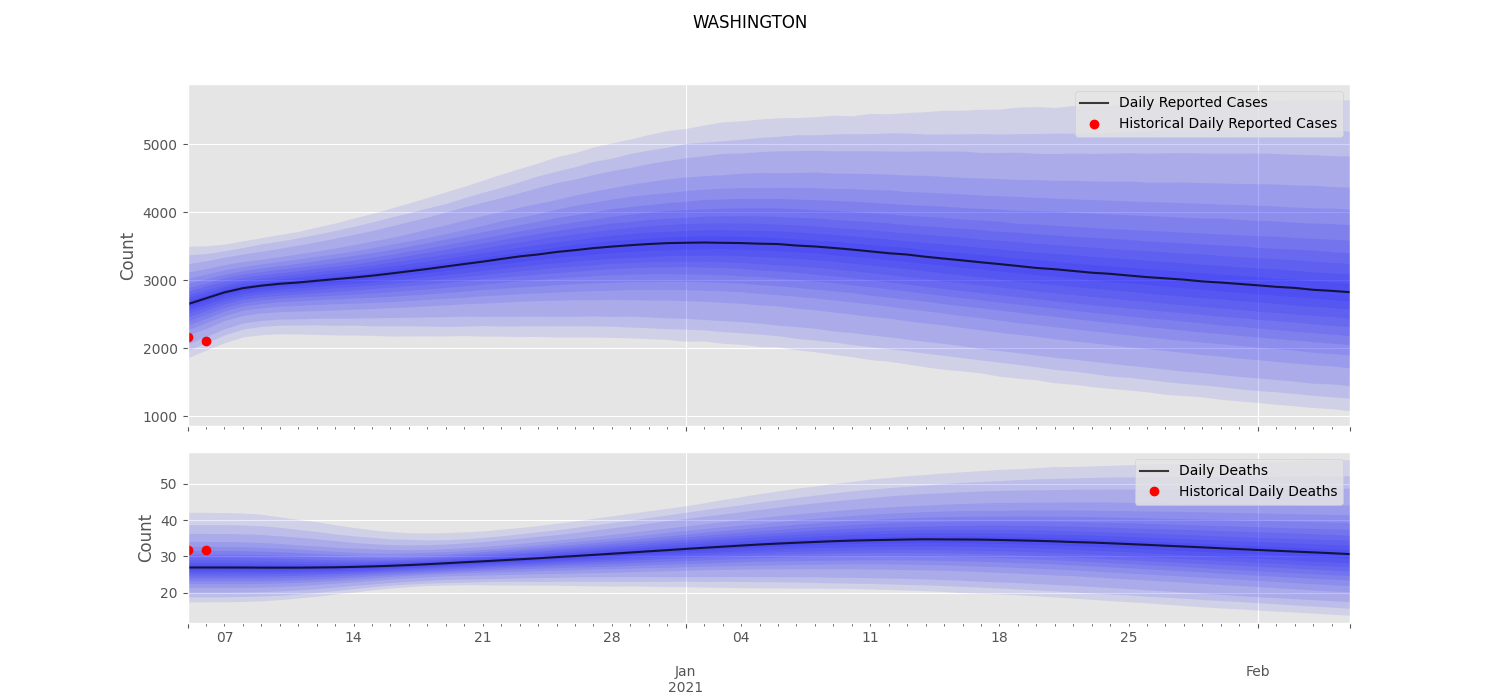 WASHINGTON
Daily Reported Cases
Historical Daily Reported Cases
5000
4000
3000
2000
1000
Count
Daily Deaths
Historical Daily Deaths
50
40
30
20
Count
07 14 21 28 04 11 18 25
Jan Feb
2021